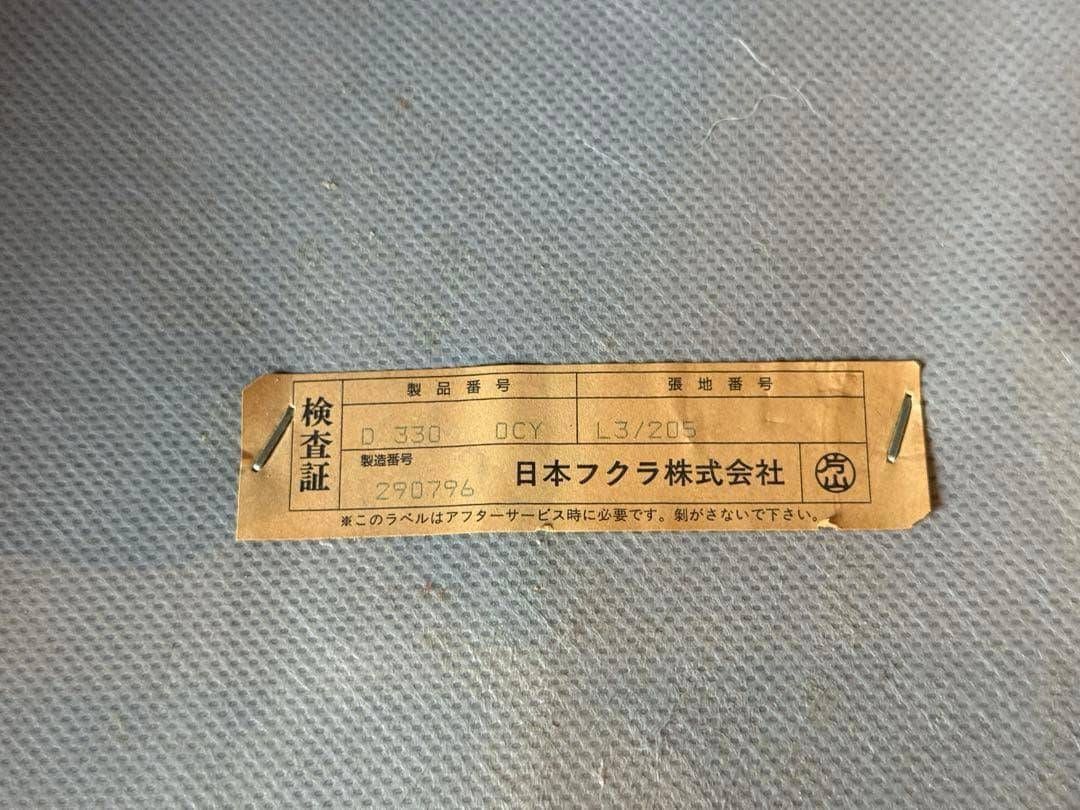 検査証
製品番号 張地番号
D 330 OCY L3/205
製造番号
290796 日本フクラ株式会社
片山
※このラベルはアフターサービス時に必要です。剝がさないで下さい。